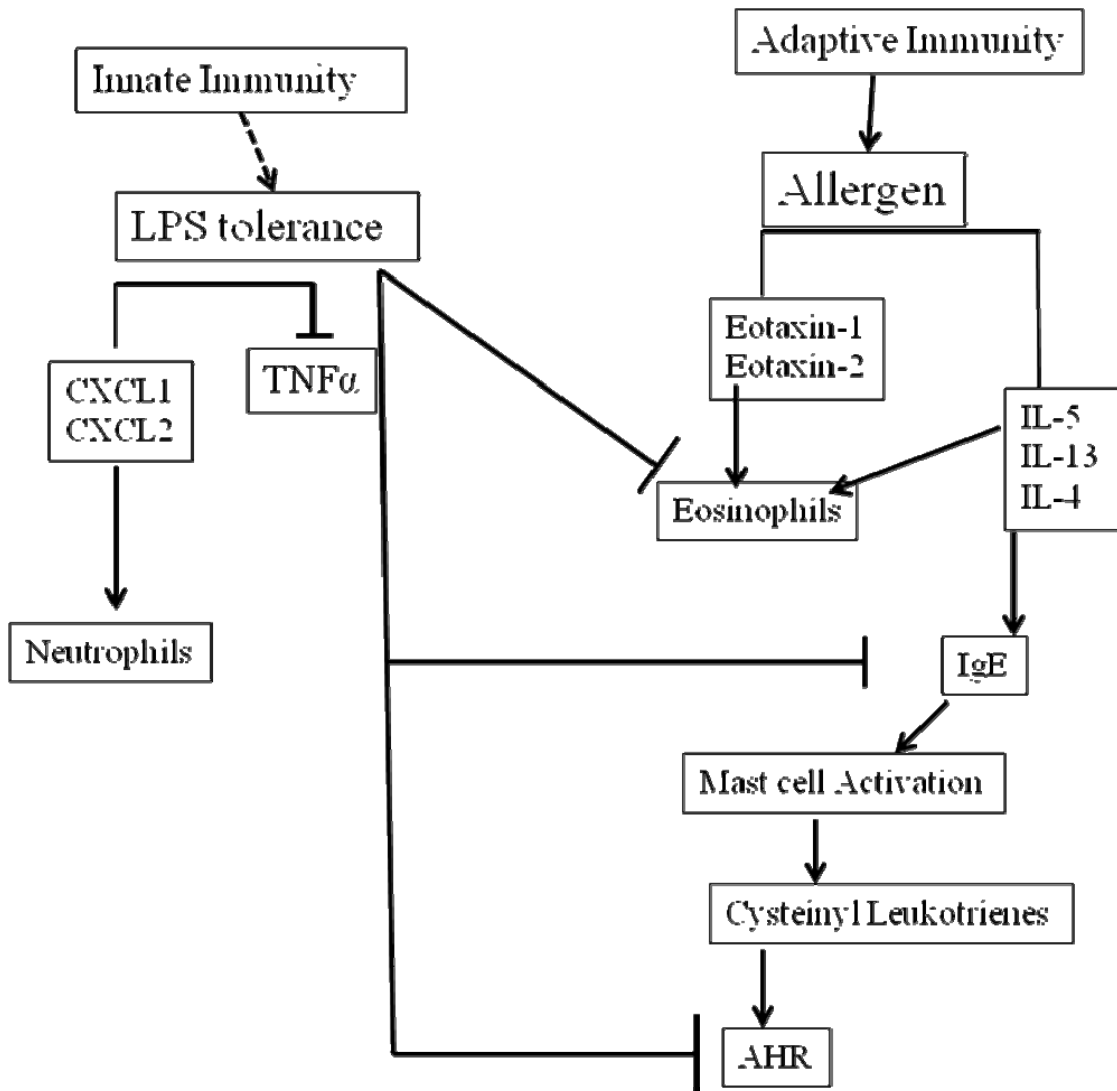 Innate Immunity
LPS tolerance
CXCL1
CXCL2
TNFα
Neutrophils
Adaptive Immunity
Allergen
Eotaxin-1
Eotaxin-2
IL-5
IL-13
IL-4
Eosinophils
IgE
Mast cell Activation
Cysteinyl Leukotrienes
AHR